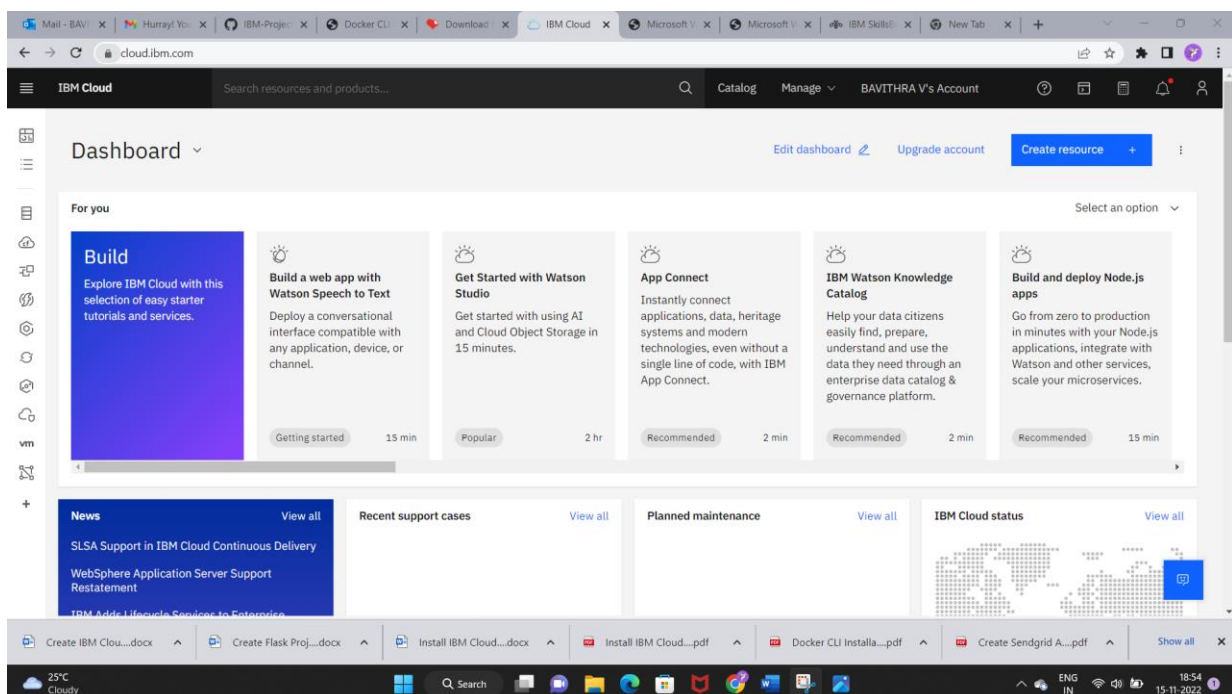 Mail - BAV
Hurray! You
IBM-Projec
Docker CLI
Download
IBM Cloud
Microsoft V
Microsoft V
IBM SkillsB
New Tab
cloud.ibm.com
IBM Cloud
Search resources and products...
Catalog
Manage
BAVITHRA V's Account
Dashboard
Edit dashboard
Upgrade account
Create resource +
For you
Select an option
Build
Explore IBM Cloud with this
selection of easy starter
tutorials and services.
Build a web app with
Watson Speech to Text
Deploy a conversational
interface compatible with
any application, device, or
channel.
Getting started
15 min
Get Started with Watson
Studio
Get started with using AI
and Cloud Object Storage in
15 minutes.
Popular
2 hr
App Connect
Instantly connect
applications, data, heritage
systems and modern
technologies, even without a
single line of code, with IBM
App Connect.
Recommended
2 min
IBM Watson Knowledge
Catalog
Help your data citizens
easily find, prepare,
understand and use the
data they need through an
enterprise data catalog &
governance platform.
Recommended
2 min
Build and deploy Node.js
apps
Go from zero to production
in minutes with your Node.js
applications, integrate with
Watson and other services,
scale your microservices.
Recommended
15 min
vm
News
View all
SLSA Support in IBM Cloud Continuous Delivery
WebSphere Application Server Support
Restatement
IBM Adds Lifecycle Services to Enterprise
Recent support cases
View all
Planned maintenance
View all
IBM Cloud status
View all
Create IBM Clou....docx
Create Flask Proj....docx
Install IBM Cloud....docx
Install IBM Cloud....pdf
Docker CLI Installa....pdf
Create Sendgrid A....pdf
Show all
25°C
Cloudy
Search
ENG
IN
18:54
15-11-2022
1